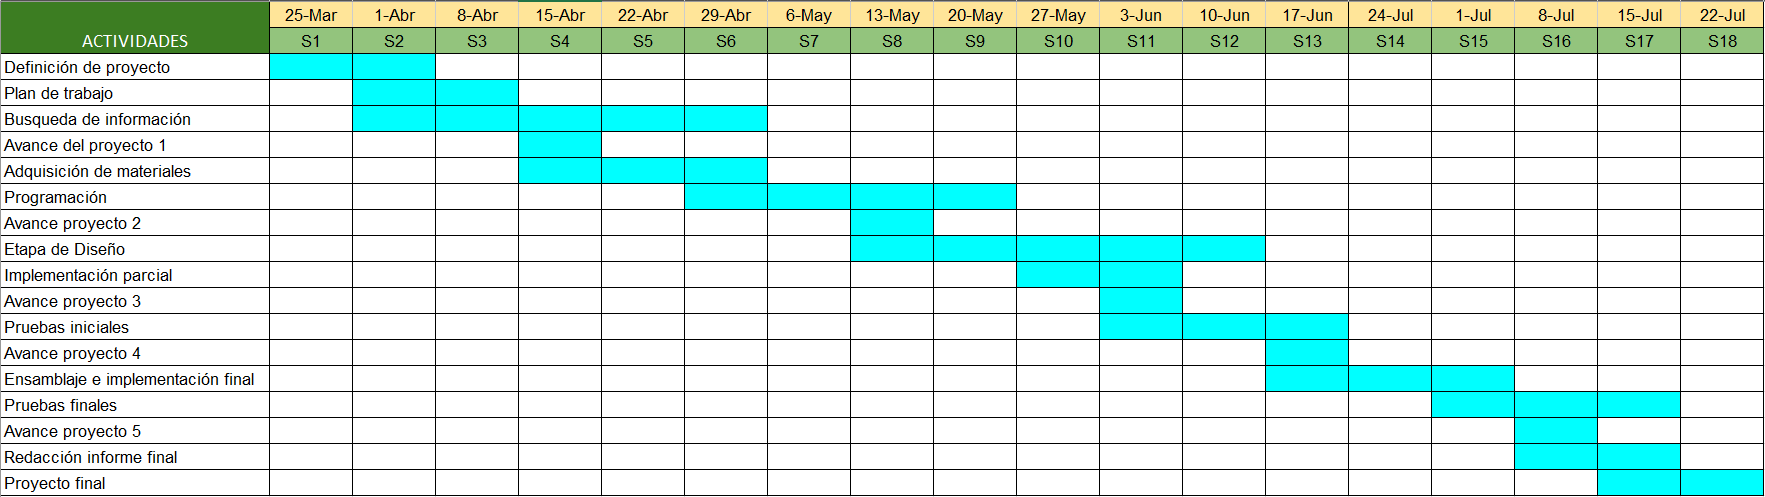 25-Mar 1-Abr 8-Abr 15-Abr 22-Abr 29-Abr 6-May 13-May 20-May 27-May 3-Jun 10-Jun 17-Jun 24-Jul 1-Jul 8-Jul 15-Jul 22-Jul
ACTIVIDADES S1 S2 S3 S4 S5 S6 S7 S8 S9 S10 S11 S12 S13 S14 S15 S16 S17 S18
Definición de proyecto
Plan de trabajo
Busqueda de información
Avance del proyecto 1
Adquisición de materiales
Programación
Avance proyecto 2
Etapa de Diseño
Implementación parcial
Avance proyecto 3
Pruebas iniciales
Avance proyecto 4
Ensamblaje e implementación final
Pruebas finales
Avance proyecto 5
Redacción informe final
Proyecto final